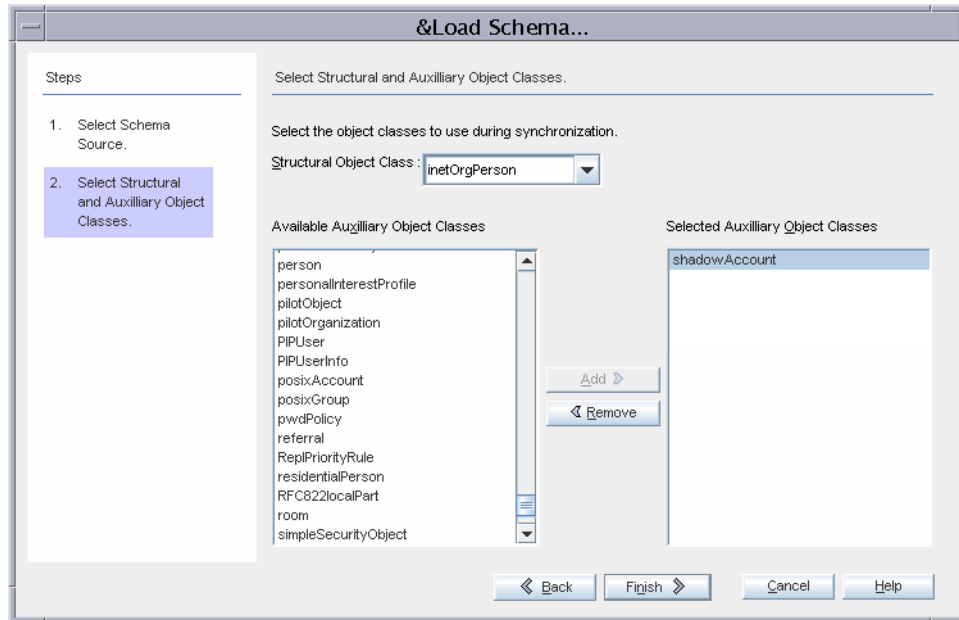 &Load Schema...
Steps
1. Select Schema
Source.
2. Select Structural
and Auxilliary Object
Classes.
Select Structural and Auxilliary Object Classes.
Select the object classes to use during synchronization.
Structural Object Class :
inetOrgPerson
Available Auxilliary Object Classes
person
personalInterestProfile
pilotObject
pilotOrganization
PIPUser
PIPUserInfo
posixAccount
posixGroup
pwdPolicy
referral
ReplPriorityRule
residentialPerson
RFC822localPart
room
simpleSecurityObject
Add
Remove
Selected Auxilliary Object Classes
shadowAccount
Back
Finish
Cancel
Help